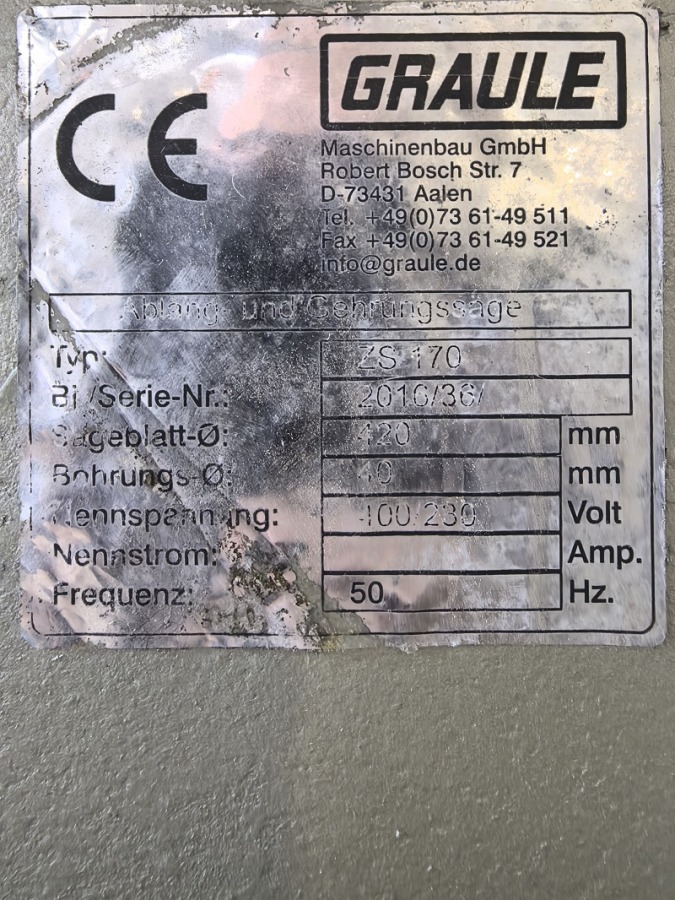 CE
GRAULE
Maschinenbau GmbH
Robert Bosch Str. 7
D-73431 Aalen
Tel. +49(0)73 61-49 511
Fax +49(0)73 61-49 521
info@graule.de
Ablang- und Gehrungssäge
Typ: ZS 170
Bj./Serie-Nr.: 2016/36/
Sägeblatt-Ø: 420 mm
Bohrungs-Ø: 40 mm
Nennspannung: 400/230 Volt
Nennstrom: Amp.
Frequenz: 50 Hz.